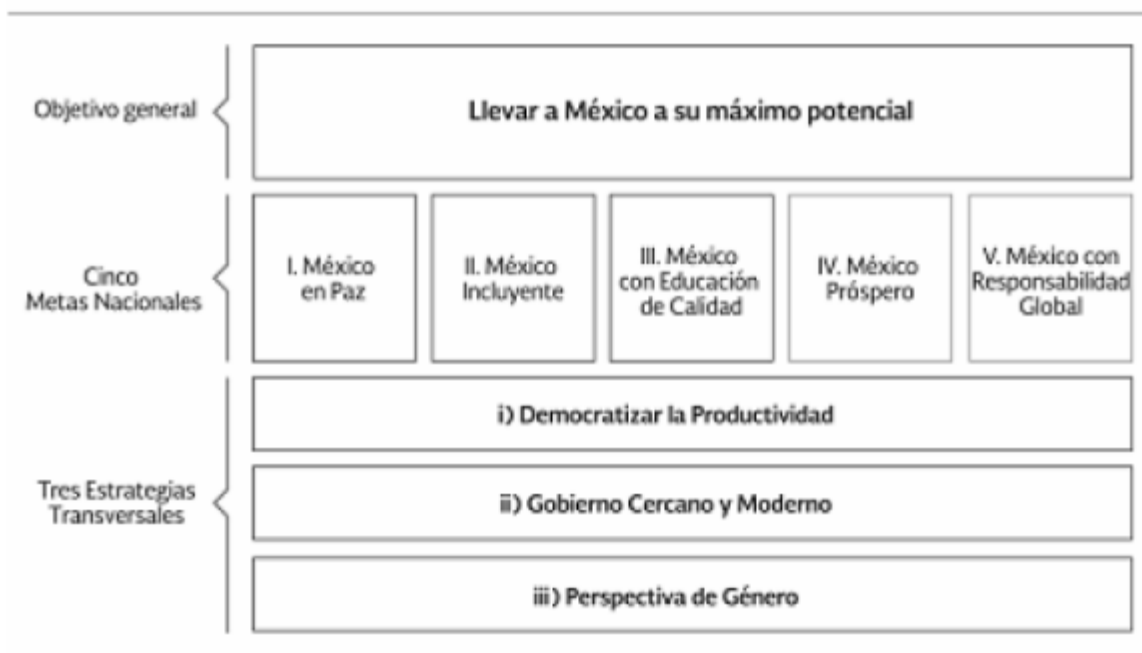 Objetivo general
Llevar a México a su máximo potencial
Cinco
Metas Nacionales
I. México
en Paz
II. México
Incluyente
III. México
con Educación
de Calidad
IV. México
Próspero
V. México con
Responsabilidad
Global
Tres Estrategias
Transversales
i) Democratizar la Productividad
ii) Gobierno Cercano y Moderno
iii) Perspectiva de Género